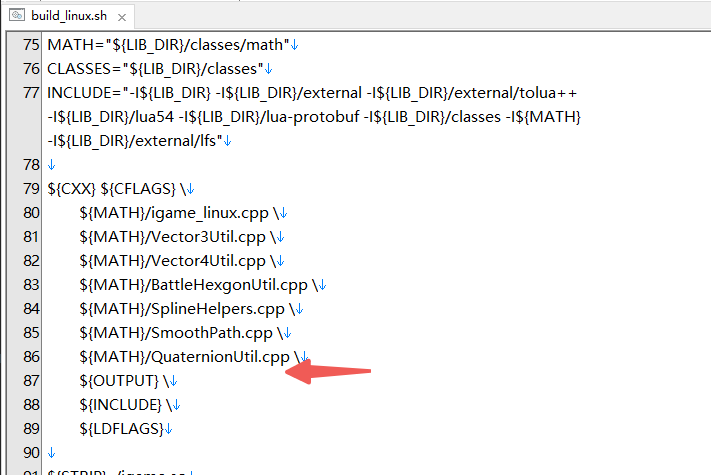 build_linux.sh
75 MATH="${LIB_DIR}/classes/math"↓
76 CLASSES="${LIB_DIR}/classes"↓
77 INCLUDE="-I${LIB_DIR} -I${LIB_DIR}/external -I${LIB_DIR}/external/tolua++
-I${LIB_DIR}/lua54 -I${LIB_DIR}/lua-protobuf -I${LIB_DIR}/classes -I${MATH}
-I${LIB_DIR}/external/lfs"↓
78 ↓
79 ${CXX} ${CFLAGS} \↓
80 ${MATH}/igame_linux.cpp \↓
81 ${MATH}/Vector3Util.cpp \↓
82 ${MATH}/Vector4Util.cpp \↓
83 ${MATH}/BattleHexgonUtil.cpp \↓
84 ${MATH}/SplineHelpers.cpp \↓
85 ${MATH}/SmoothPath.cpp \↓
86 ${MATH}/QuaternionUtil.cpp \↓
87 ${OUTPUT} \↓
88 ${INCLUDE} \↓
89 ${LDFLAGS}↓
90 ↓